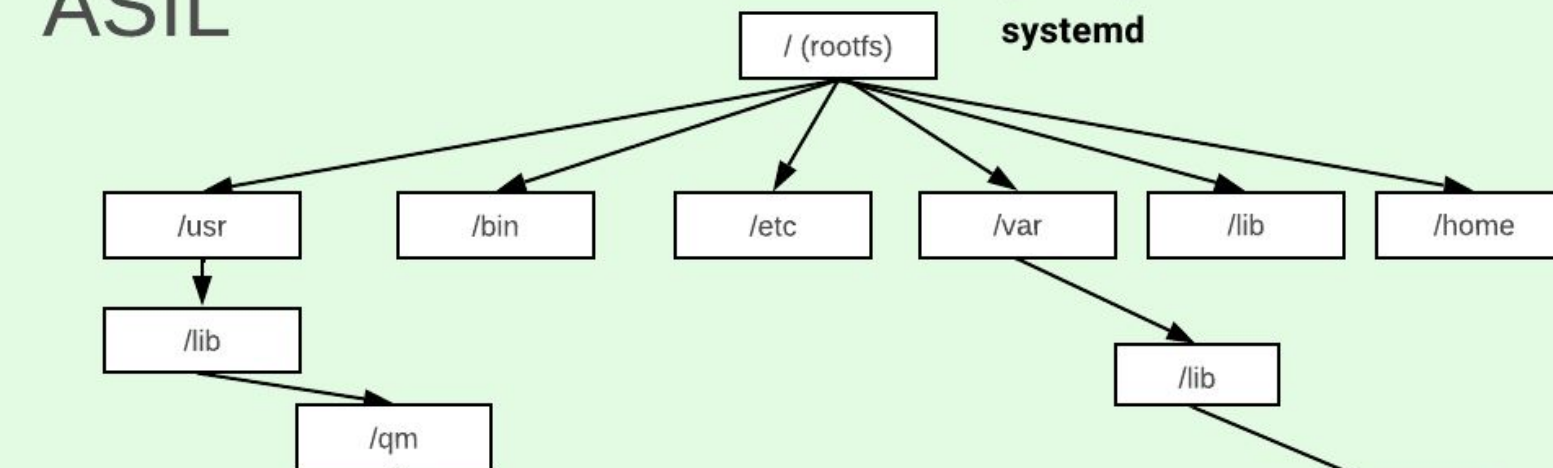 ASIL
/ (rootfs)
systemd
/usr
/bin
/etc
/var
/lib
/home
/lib
/lib
/qm